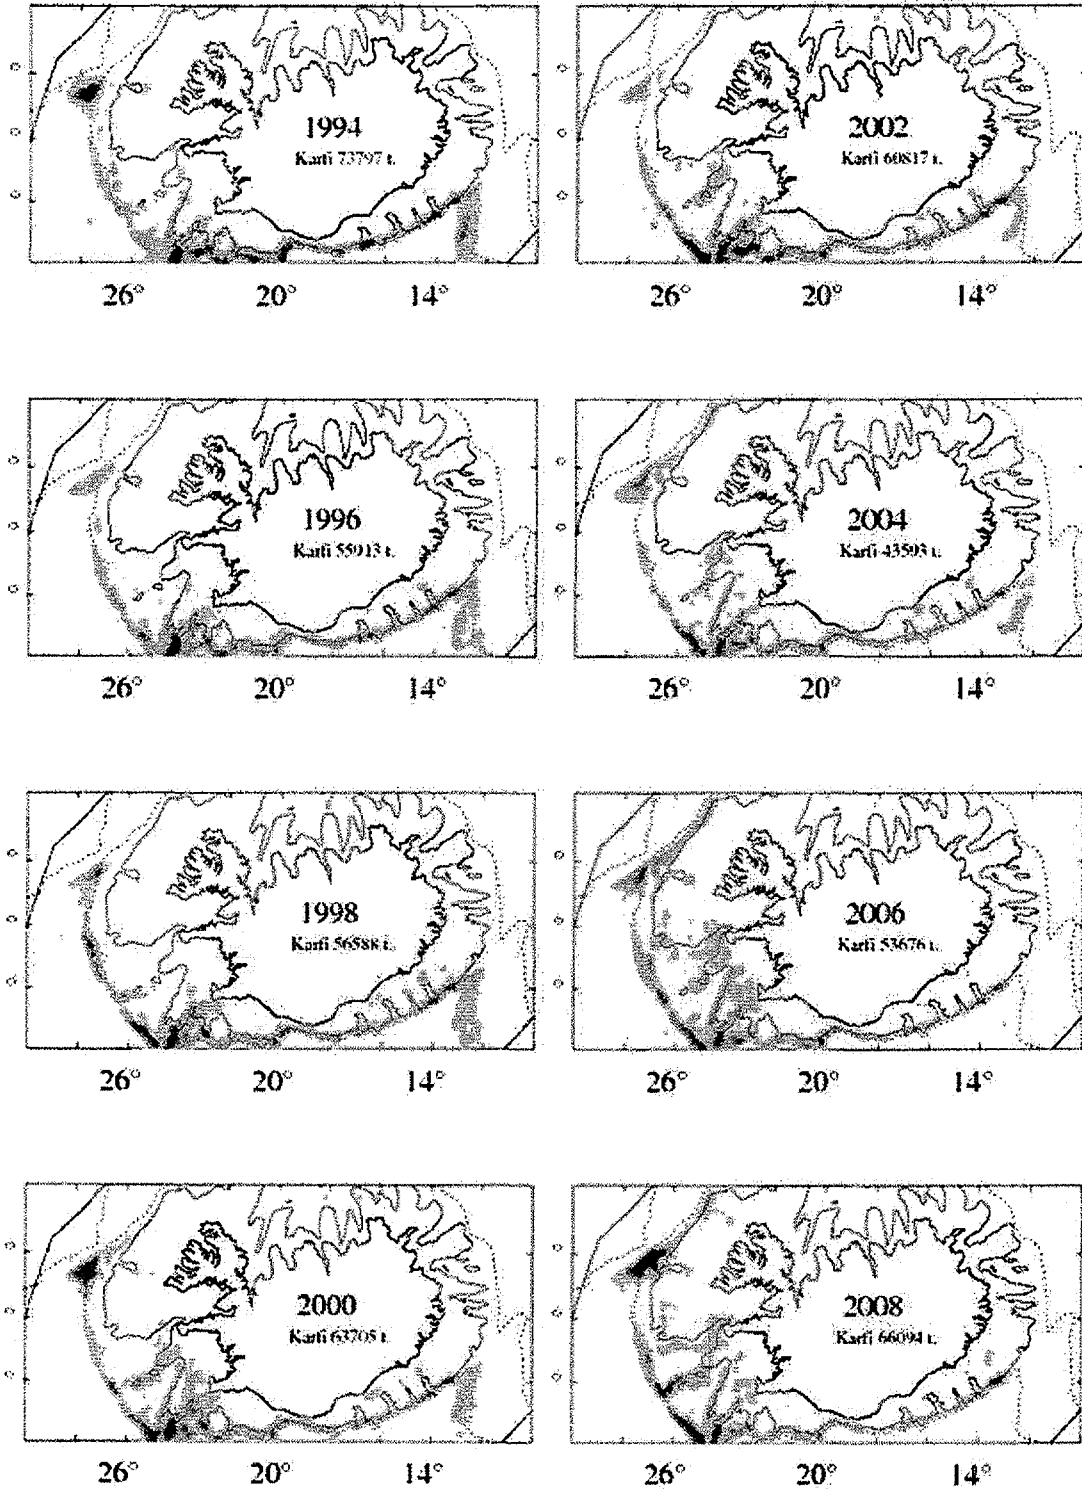 1994
Karfi 73797 t.
26° 20° 14°
2002
Karfi 60817 t.
26° 20° 14°
1996
Karfi 55913 t.
26° 20° 14°
2004
Karfi 43593 t.
26° 20° 14°
1998
Karfi 56588 t.
26° 20° 14°
2006
Karfi 53676 t.
26° 20° 14°
2000
Karfi 63705 t.
26° 20° 14°
2008
Karfi 66094 t.
26° 20° 14°